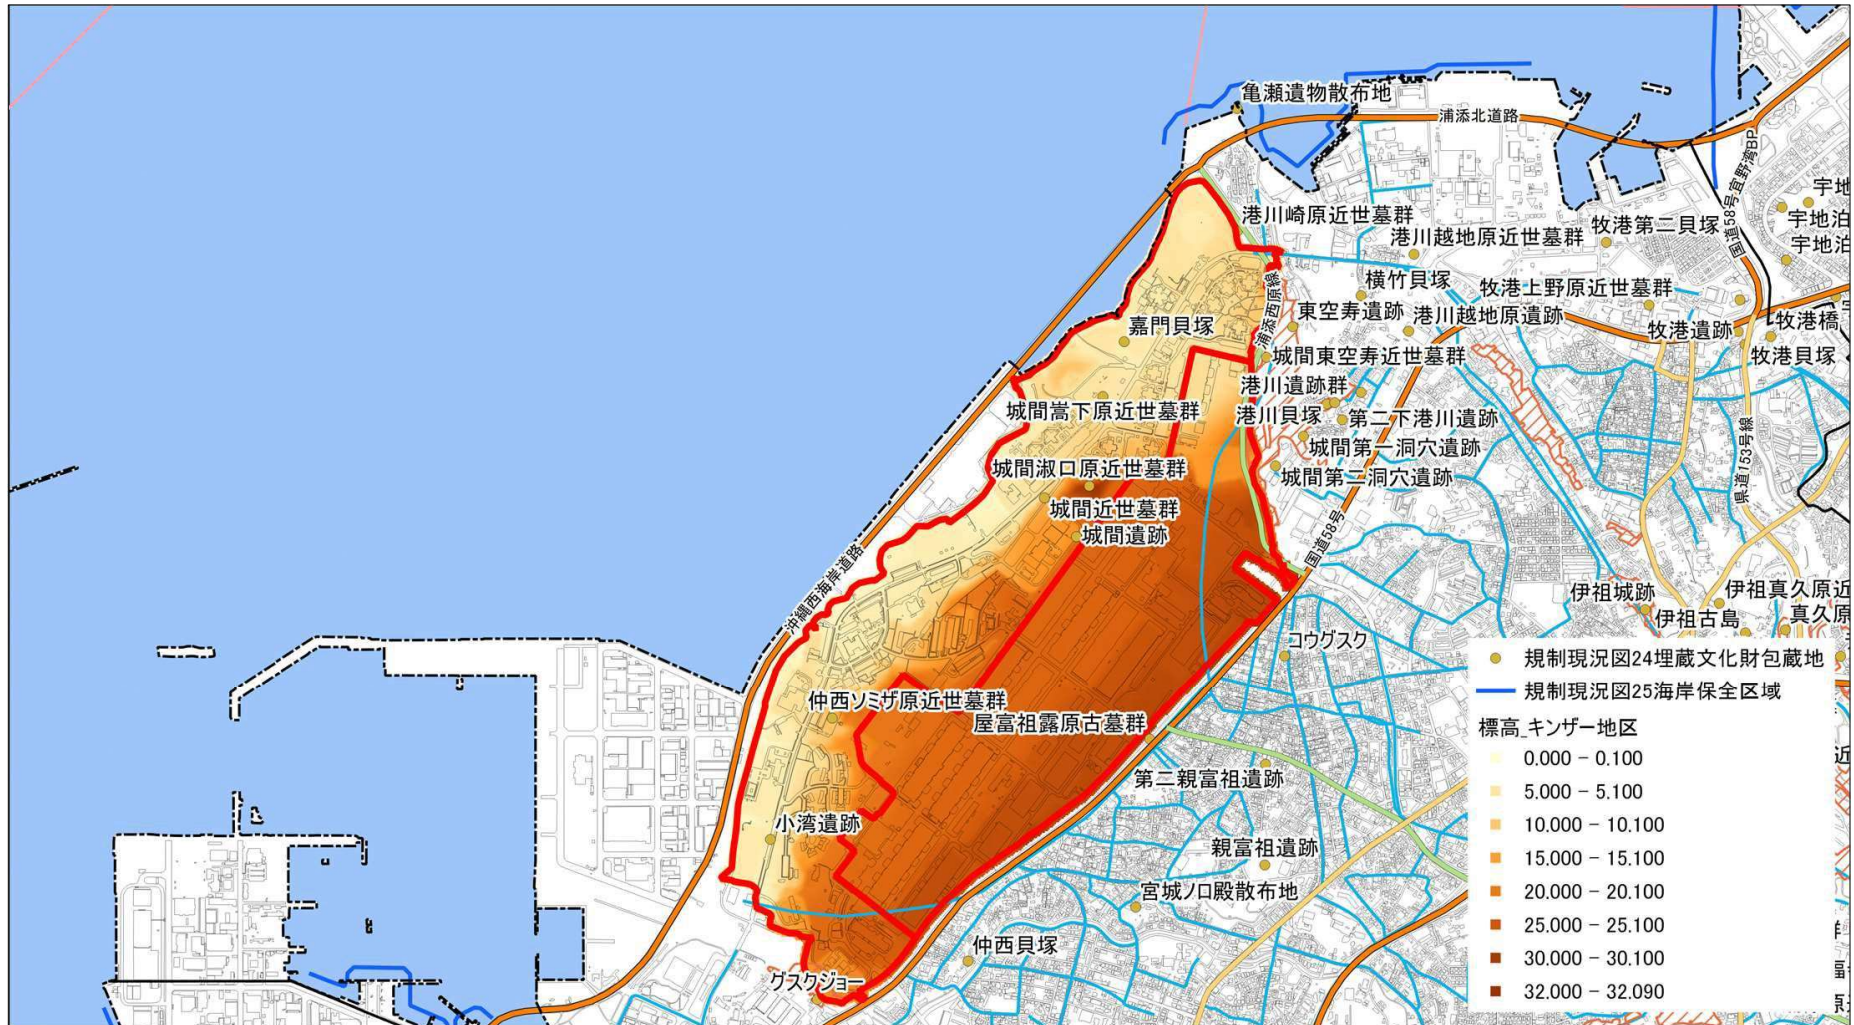 亀瀬遺物散布地
浦添北道路
国道58号宜野湾BP
宇地
宇地泊
宇地泊
港川崎原近世墓群
港川越地原近世墓群
牧港第二貝塚
浦添西原線
横竹貝塚
牧港上野原近世墓群
東空寿遺跡
港川越地原遺跡
牧港遺跡
牧港橋
牧港貝塚
嘉門貝塚
城間東空寿近世墓群
港川遺跡群
港川貝塚
第二下港川遺跡
城間嵩下原近世墓群
城間第一洞穴遺跡
城間第二洞穴遺跡
県道153号線
城間淑口原近世墓群
城間近世墓群
城間遺跡
国道58号
沖縄西海岸道路
伊祖城跡
伊祖真久原近
伊祖古島
真久原
コウグスク
仲西ソミザ原近世墓群
屋富祖露原古墓群
第二親富祖遺跡
小湾遺跡
親富祖遺跡
宮城ノロ殿散布地
仲西貝塚
グスクジョー
規制現況図24埋蔵文化財包蔵地
規制現況図25海岸保全区域
標高_キンザー地区
0.000 - 0.100
5.000 - 5.100
10.000 - 10.100
15.000 - 15.100
20.000 - 20.100
25.000 - 25.100
30.000 - 30.100
32.000 - 32.090